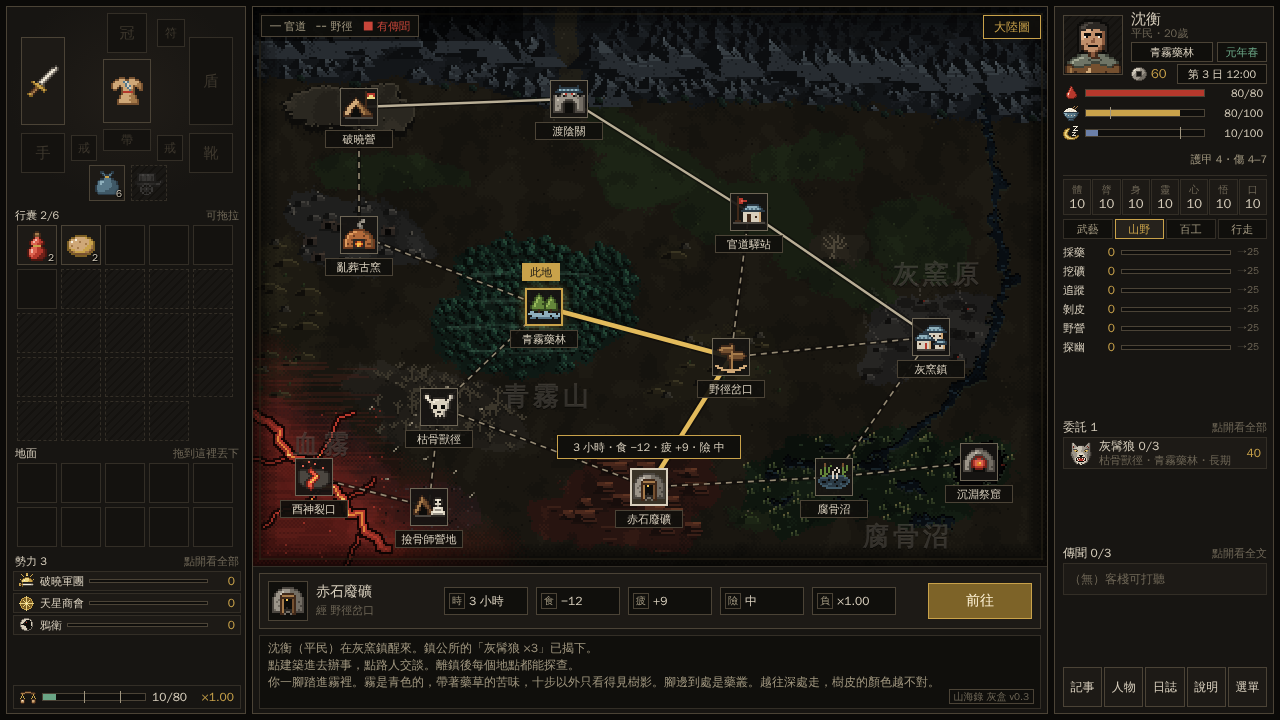 冠
符
盾
手
戒
帶
戒
靴
6
行囊 2/6
可拖拉
2
2
地面
拖到這裡丟下
勢力 3
點開看全部
破曉軍團
0
天星商會
0
鴉衛
0
10/80
×1.00
— 官道
-- 野徑
有傳聞
大陸圖
破曉營
渡陰關
亂葬古窯
官道驛站
此地
青霧藥林
灰窯原
灰窯鎮
野徑岔口
青霧山
枯骨獸徑
血霧
3 小時・食 −12・疲 +9・險 中
酉神裂口
撿骨師營地
赤石廢礦
腐骨沼
沉淵祭窟
腐骨沼
赤石廢礦
經 野徑岔口
時 3 小時
食 −12
疲 +9
險 中
負 ×1.00
前往
沈衡（平民）在灰窯鎮醒來。鎮公所的「灰髯狼 ×3」已揭下。
點建築進去辦事，點路人交談。離鎮後每個地點都能探查。
你一腳踏進霧裡。霧是青色的，帶著藥草的苦味，十步以外只看得見樹影。腳邊到處是藥叢。越往深處走，樹皮的顏色越不對。
山海錄 灰盒 v0.3
沈衡
平民・20歲
青霧藥林
元年春
60
第 3 日 12:00
80/80
80/100
10/100
護甲 4・傷 4–7
體
臂
身
靈
心
悟
口
10
10
10
10
10
10
10
武藝
山野
百工
行走
採藥
0
→25
挖礦
0
→25
追蹤
0
→25
剝皮
0
→25
野營
0
→25
探幽
0
→25
委託 1
點開看全部
灰髯狼 0/3
枯骨獸徑・青霧藥林・長期
40
傳聞 0/3
點開看全文
（無）客棧可打聽
記事
人物
日誌
說明
選單